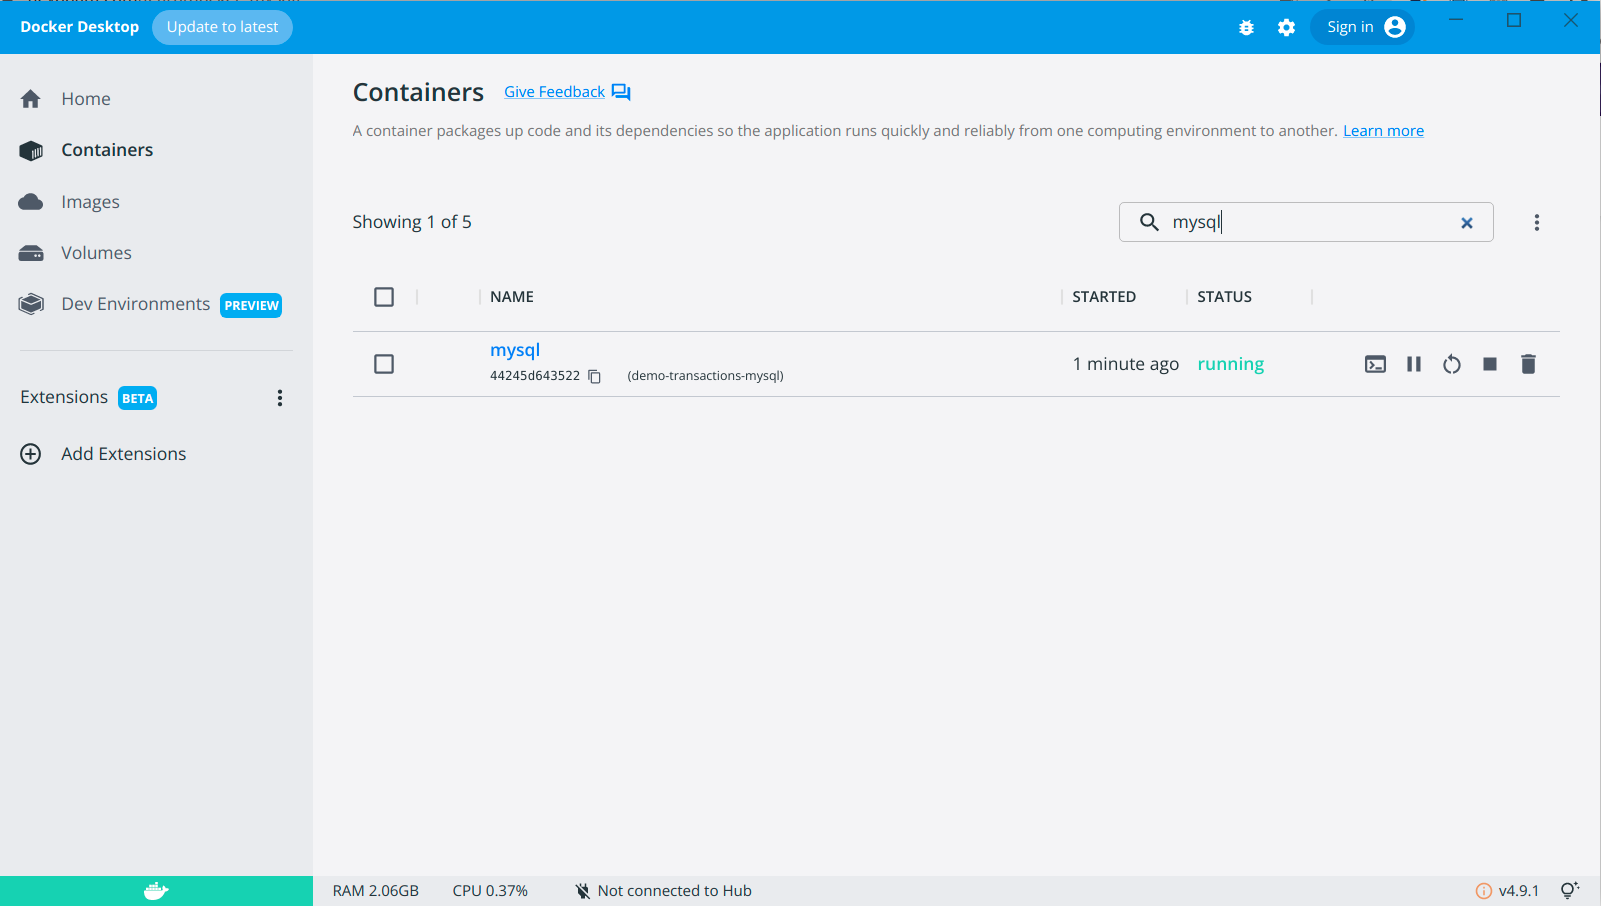 Docker Desktop Update to latest Sign in
Home
Containers
Images
Volumes
Dev Environments PREVIEW
Extensions BETA
Add Extensions
Containers Give Feedback
A container packages up code and its dependencies so the application runs quickly and reliably from one computing environment to another. Learn more
Showing 1 of 5 mysql
NAME STARTED STATUS
mysql
44245d643522 (demo-transactions-mysql) 1 minute ago running
RAM 2.06GB CPU 0.37% Not connected to Hub v4.9.1